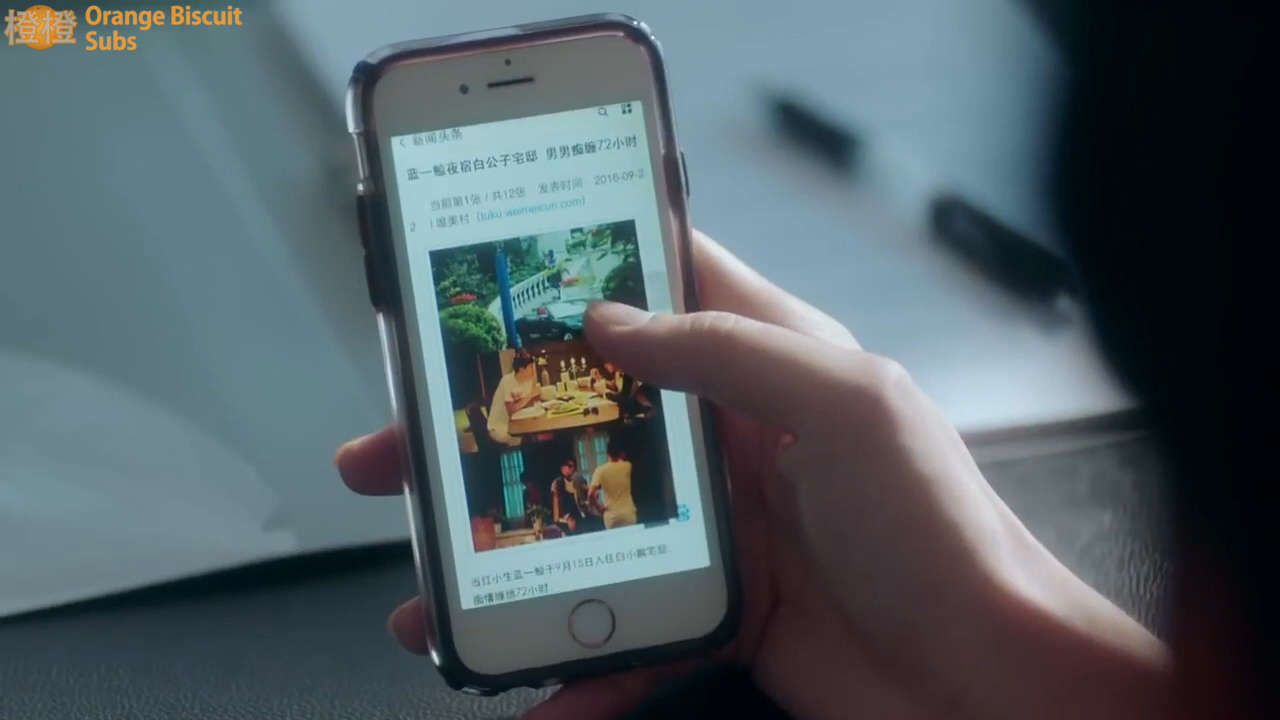 橙橙 Orange Biscuit
Subs
< 新闻头条
蓝一鲸夜宿白公子宅邸 男男痴缠72小时
当前第1张 / 共12张 发表时间 2016-09-2
2 | 唯美村 (tuku.weimeicun.com)
当红小生蓝一鲸于9月15日入住白小鹏宅邸,
痴情缠绵72小时